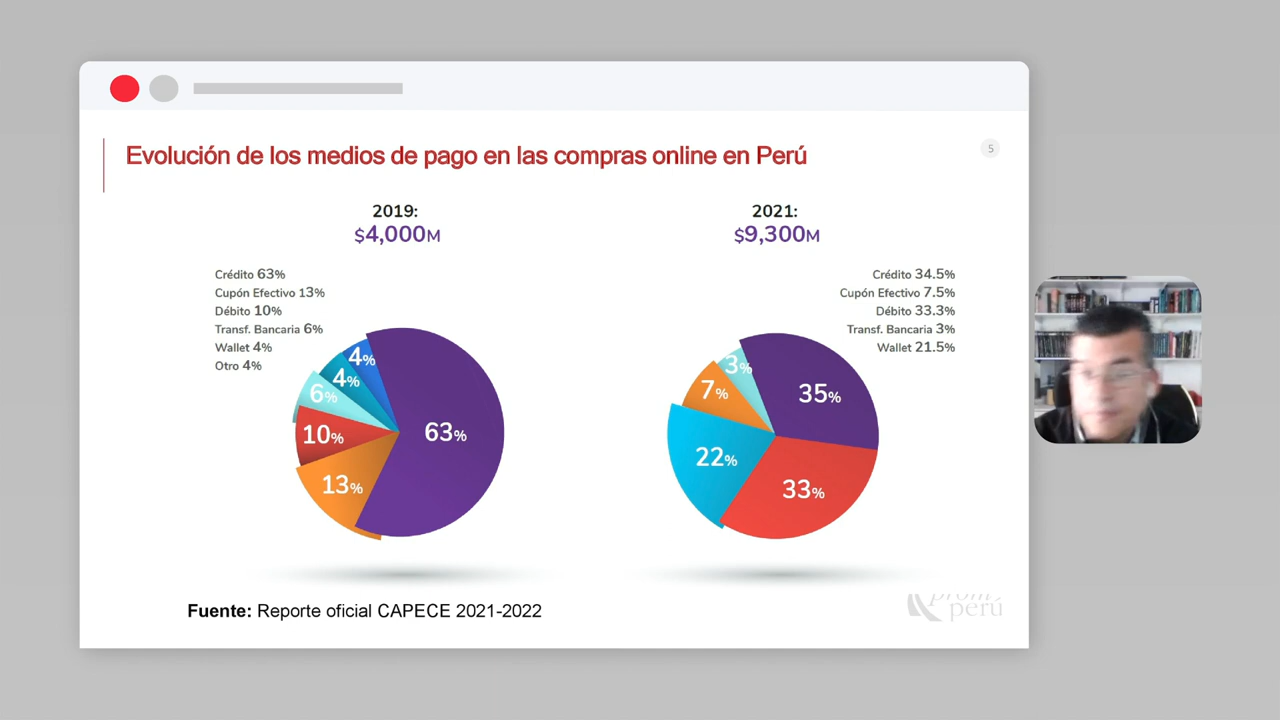 Evolución de los medios de pago en las compras online en Perú
5
2019:
$4,000M
Crédito 63%
Cupón Efectivo 13%
Débito 10%
Transf. Bancaria 6%
Wallet 4%
Otro 4%
4%
4%
6%
10%
13%
63%
2021:
$9,300M
Crédito 34.5%
Cupón Efectivo 7.5%
Débito 33.3%
Transf. Bancaria 3%
Wallet 21.5%
3%
7%
35%
22%
33%
Fuente: Reporte oficial CAPECE 2021-2022
prom
perú